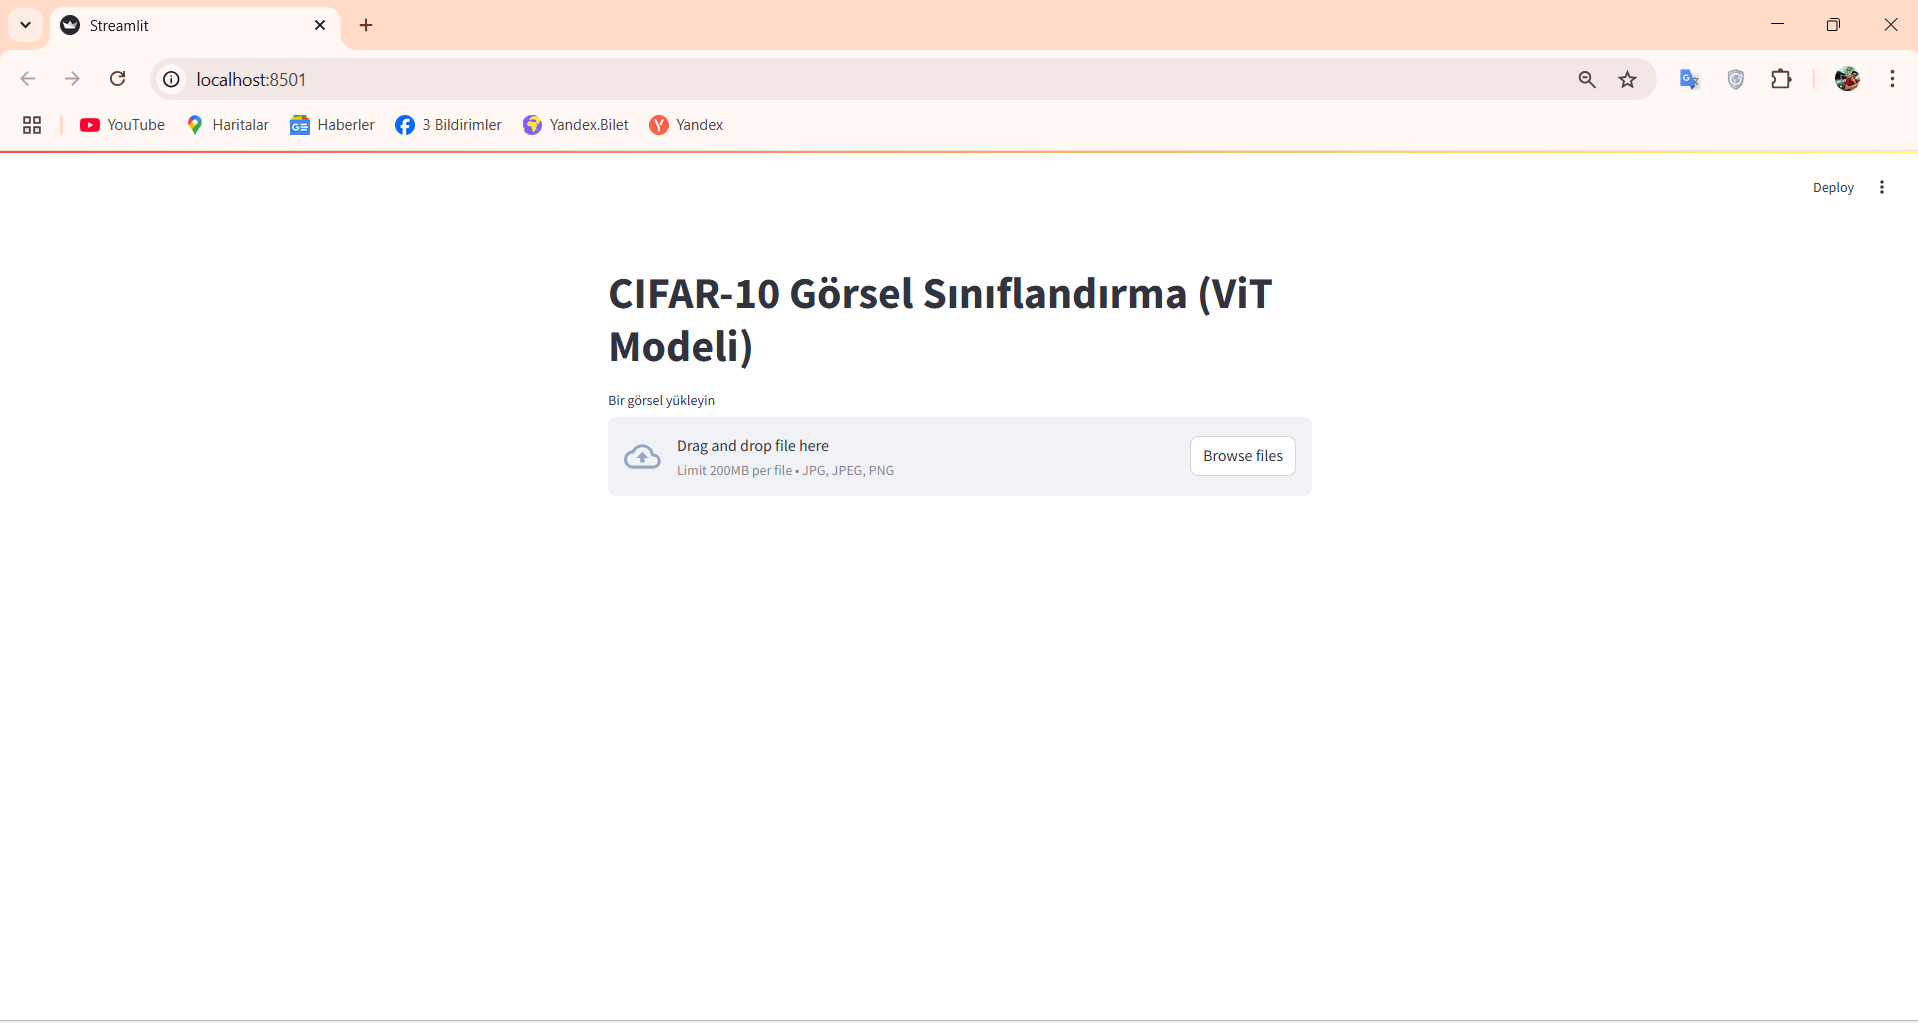 Streamlit
localhost:8501
YouTube Haritalar Haberler 3 Bildirimler Yandex.Bilet Yandex
Deploy
CIFAR-10 Görsel Sınıflandırma (ViT
Modeli)
Bir görsel yükleyin
Drag and drop file here
Limit 200MB per file • JPG, JPEG, PNG
Browse files